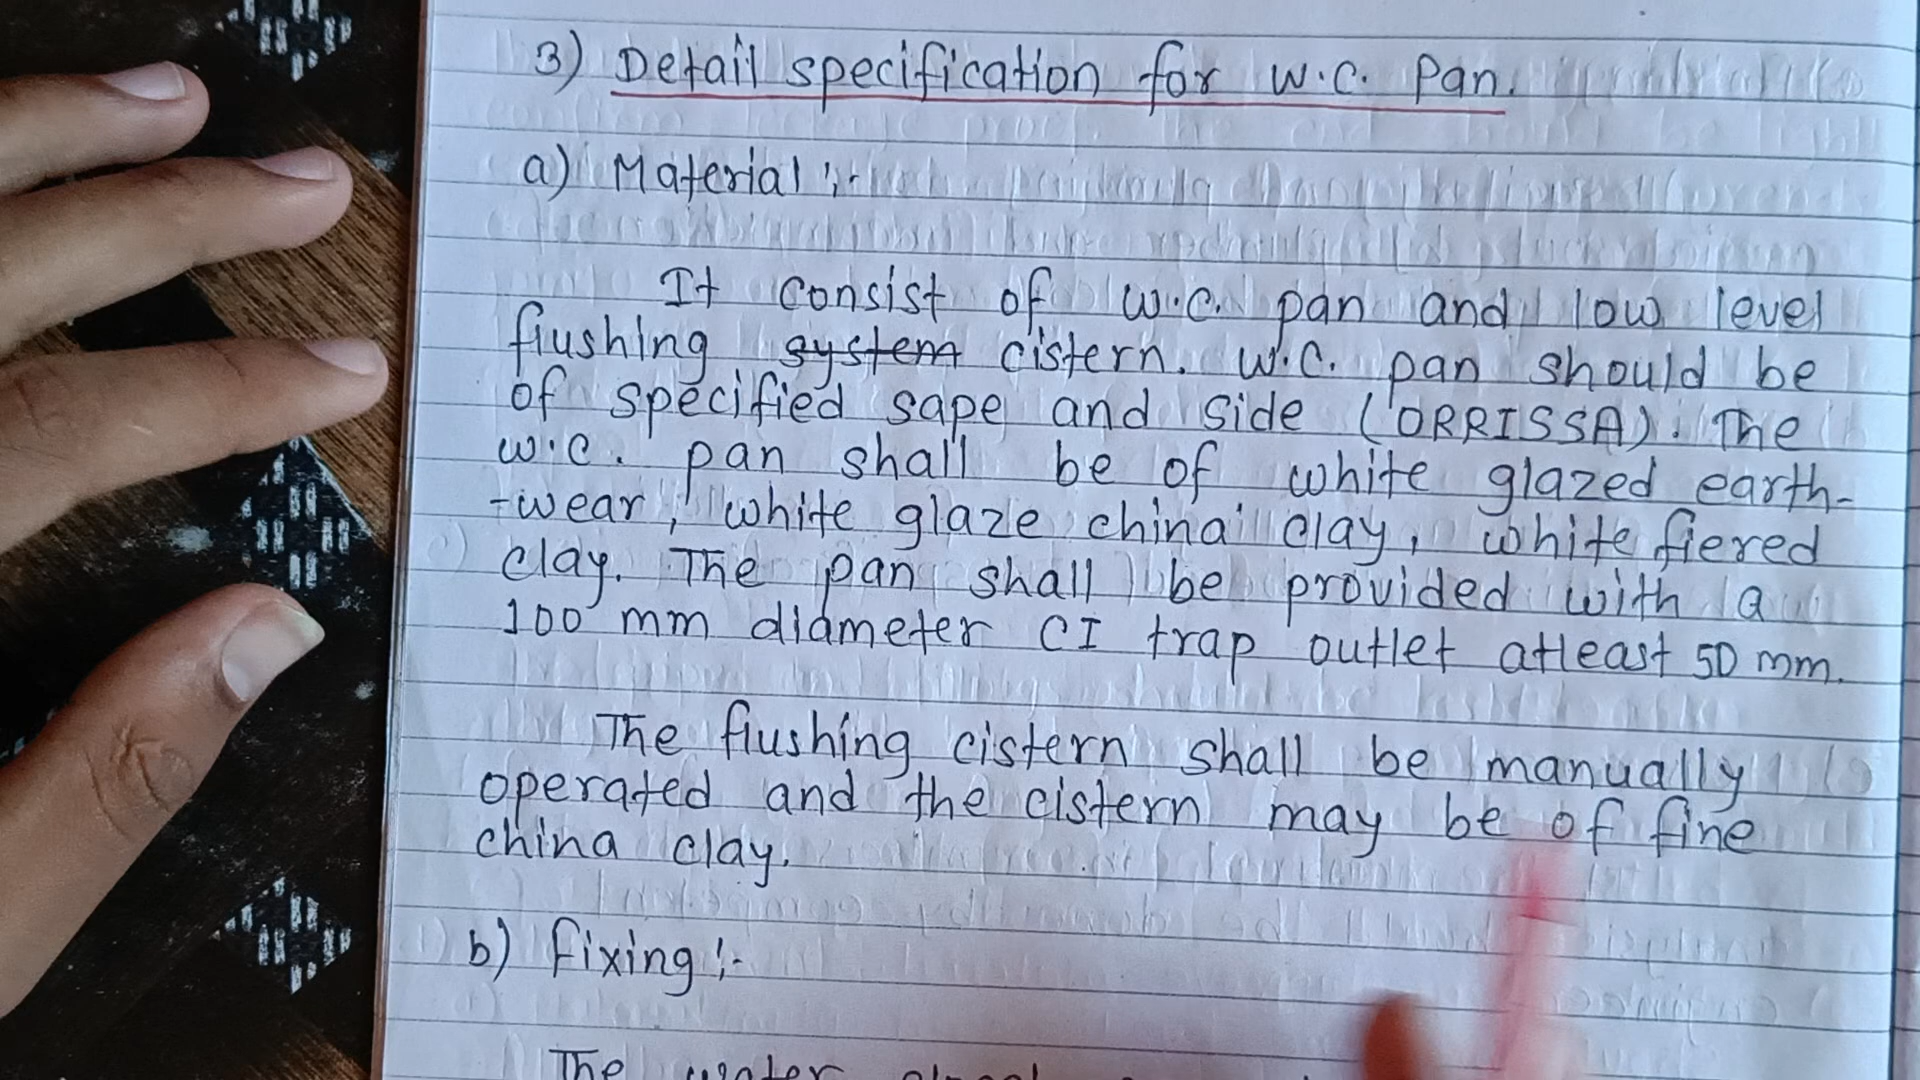 3) Detail specification for W.C. Pan.
a) Material :-
It consist of W.C. pan and low level
flushing system cistern. W.C. pan should be
of specified sape and side (ORRISSA). The
w.c. pan shall be of white glazed earth-
-wear, white glaze china clay, white fiered
clay. The pan shall be provided with a
100 mm diameter CI trap outlet atleast 50 mm.
The flushing cistern shall be manually
operated and the cistern may be of fine
china clay.
b) Fixing :-
The water